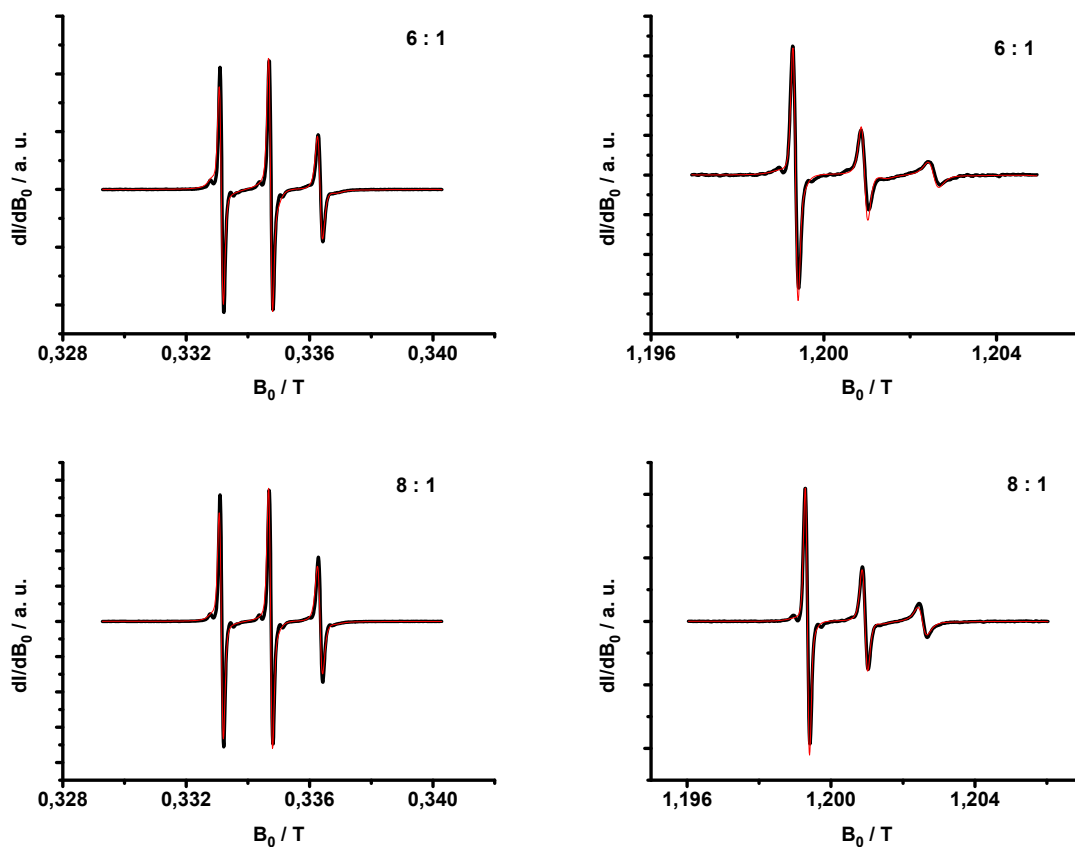 6 : 1
dI/dB0 / a. u.
0,328 0,332 0,336 0,340
B0 / T
6 : 1
dI/dB0 / a. u.
1,196 1,200 1,204
B0 / T
8 : 1
dI/dB0 / a. u.
0,328 0,332 0,336 0,340
B0 / T
8 : 1
dI/dB0 / a. u.
1,196 1,200 1,204
B0 / T